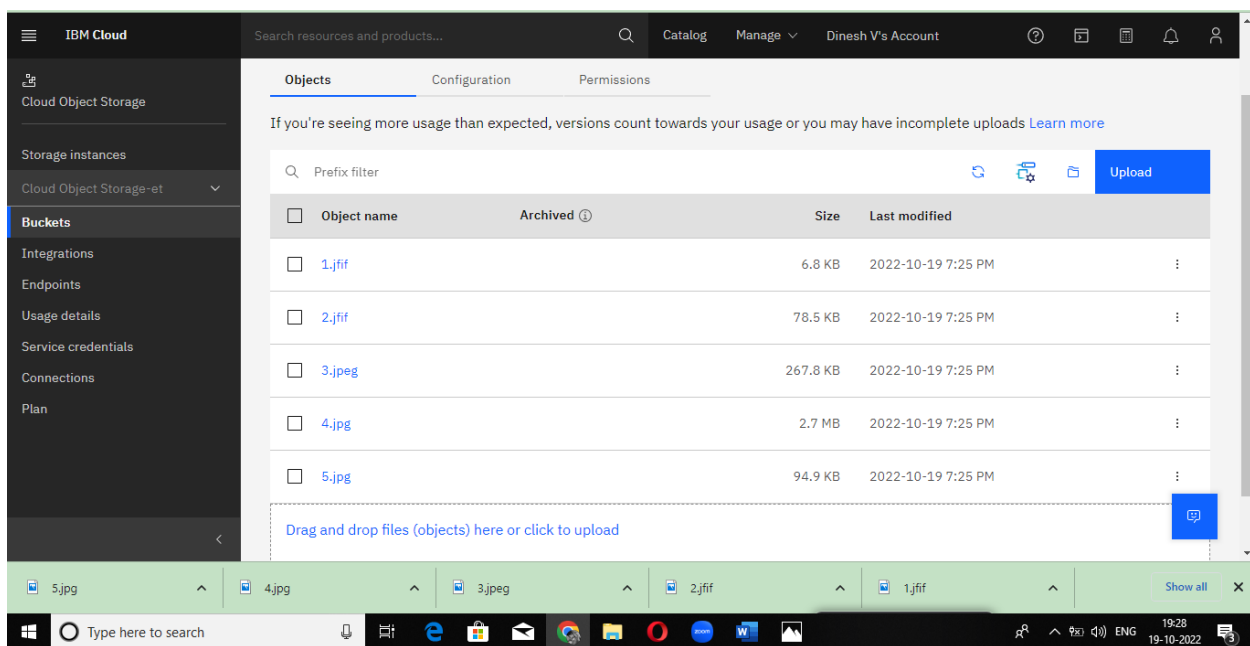 IBM Cloud
Search resources and products...
Catalog
Manage
Dinesh V's Account
Cloud Object Storage
Storage instances
Cloud Object Storage-et
Buckets
Integrations
Endpoints
Usage details
Service credentials
Connections
Plan
Objects Configuration Permissions
If you're seeing more usage than expected, versions count towards your usage or you may have incomplete uploads Learn more
Prefix filter
Upload
Object name Archived Size Last modified
1.jfif 6.8 KB 2022-10-19 7:25 PM
2.jfif 78.5 KB 2022-10-19 7:25 PM
3.jpeg 267.8 KB 2022-10-19 7:25 PM
4.jpg 2.7 MB 2022-10-19 7:25 PM
5.jpg 94.9 KB 2022-10-19 7:25 PM
Drag and drop files (objects) here or click to upload
5.jpg 4.jpg 3.jpeg 2.jfif 1.jfif Show all
Type here to search
zoom
W
ENG
19:28
19-10-2022
3